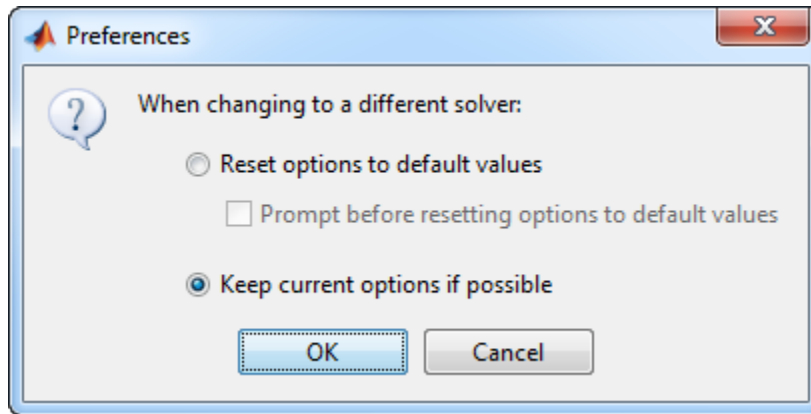 Preferences
When changing to a different solver:
Reset options to default values
Prompt before resetting options to default values
Keep current options if possible
OK
Cancel